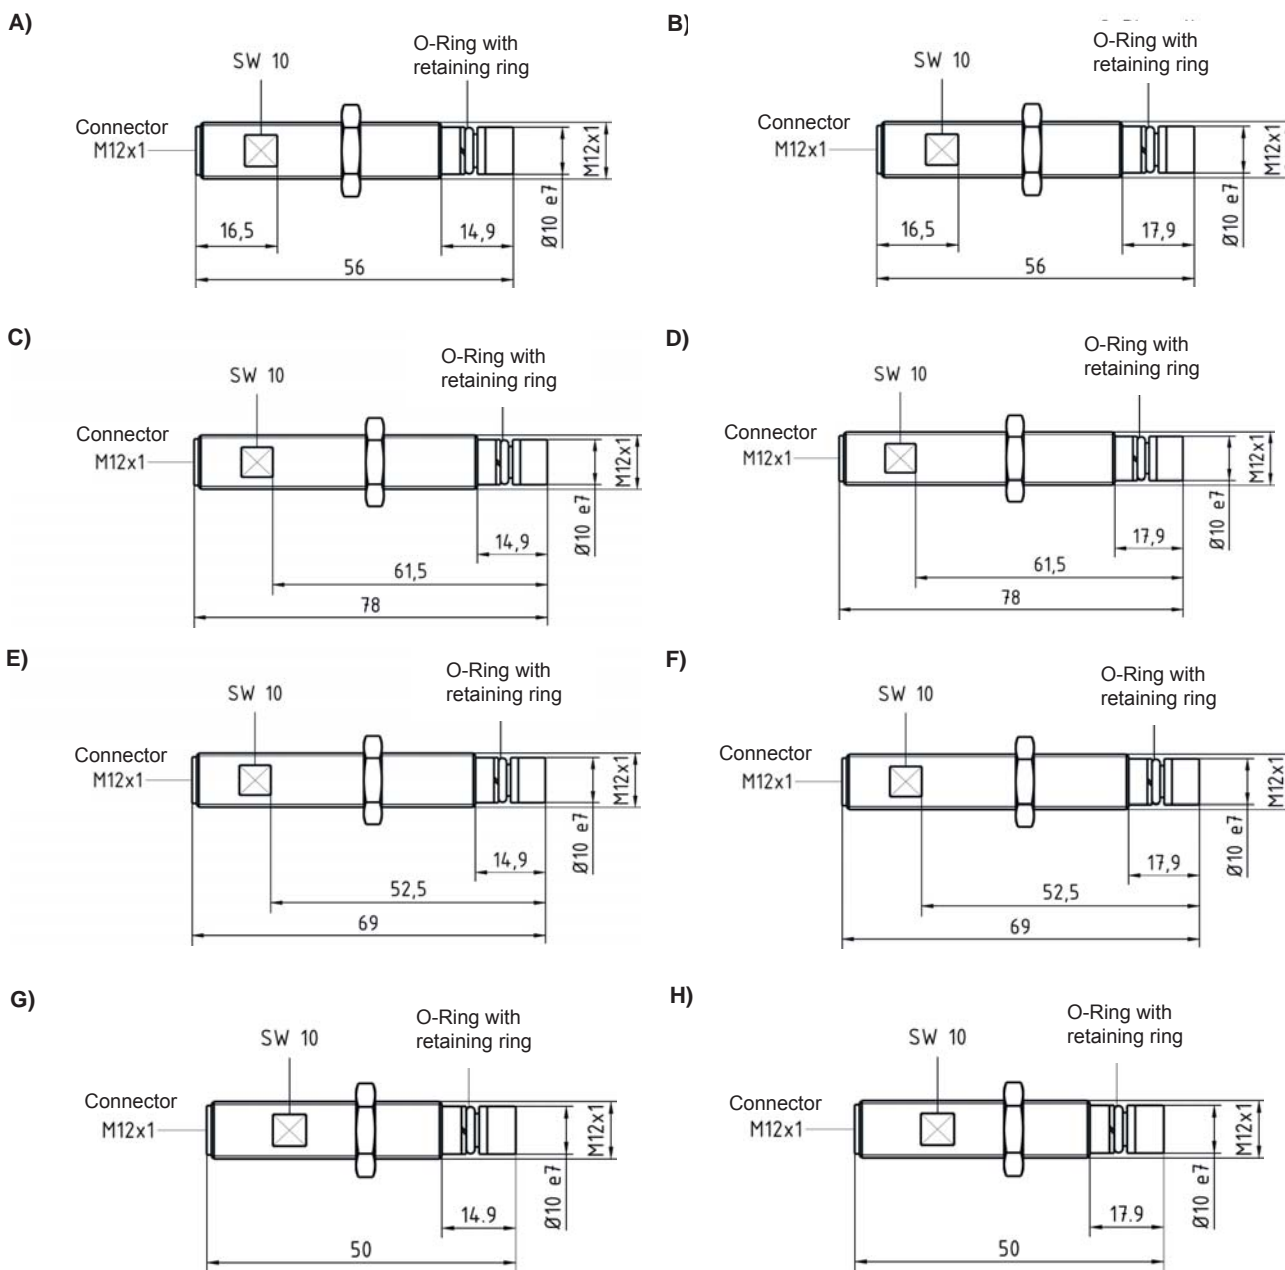 A)
O-Ring with
retaining ring
SW 10
Connector
M12x1
M12x1
Ø10 e7
16,5
14,9
56
B)
O-Ring with
retaining ring
SW 10
Connector
M12x1
M12x1
Ø10 e7
16,5
17,9
56
C)
O-Ring with
retaining ring
SW 10
Connector
M12x1
M12x1
Ø10 e7
14,9
61,5
78
D)
O-Ring with
retaining ring
SW 10
Connector
M12x1
M12x1
Ø10 e7
17,9
61,5
78
E)
O-Ring with
retaining ring
SW 10
Connector
M12x1
M12x1
Ø10 e7
14,9
52,5
69
F)
O-Ring with
retaining ring
SW 10
Connector
M12x1
M12x1
Ø10 e7
17,9
52,5
69
G)
O-Ring with
retaining ring
SW 10
Connector
M12x1
M12x1
Ø10 e7
14.9
50
H)
O-Ring with
retaining ring
SW 10
Connector
M12x1
M12x1
Ø10 e7
17.9
50